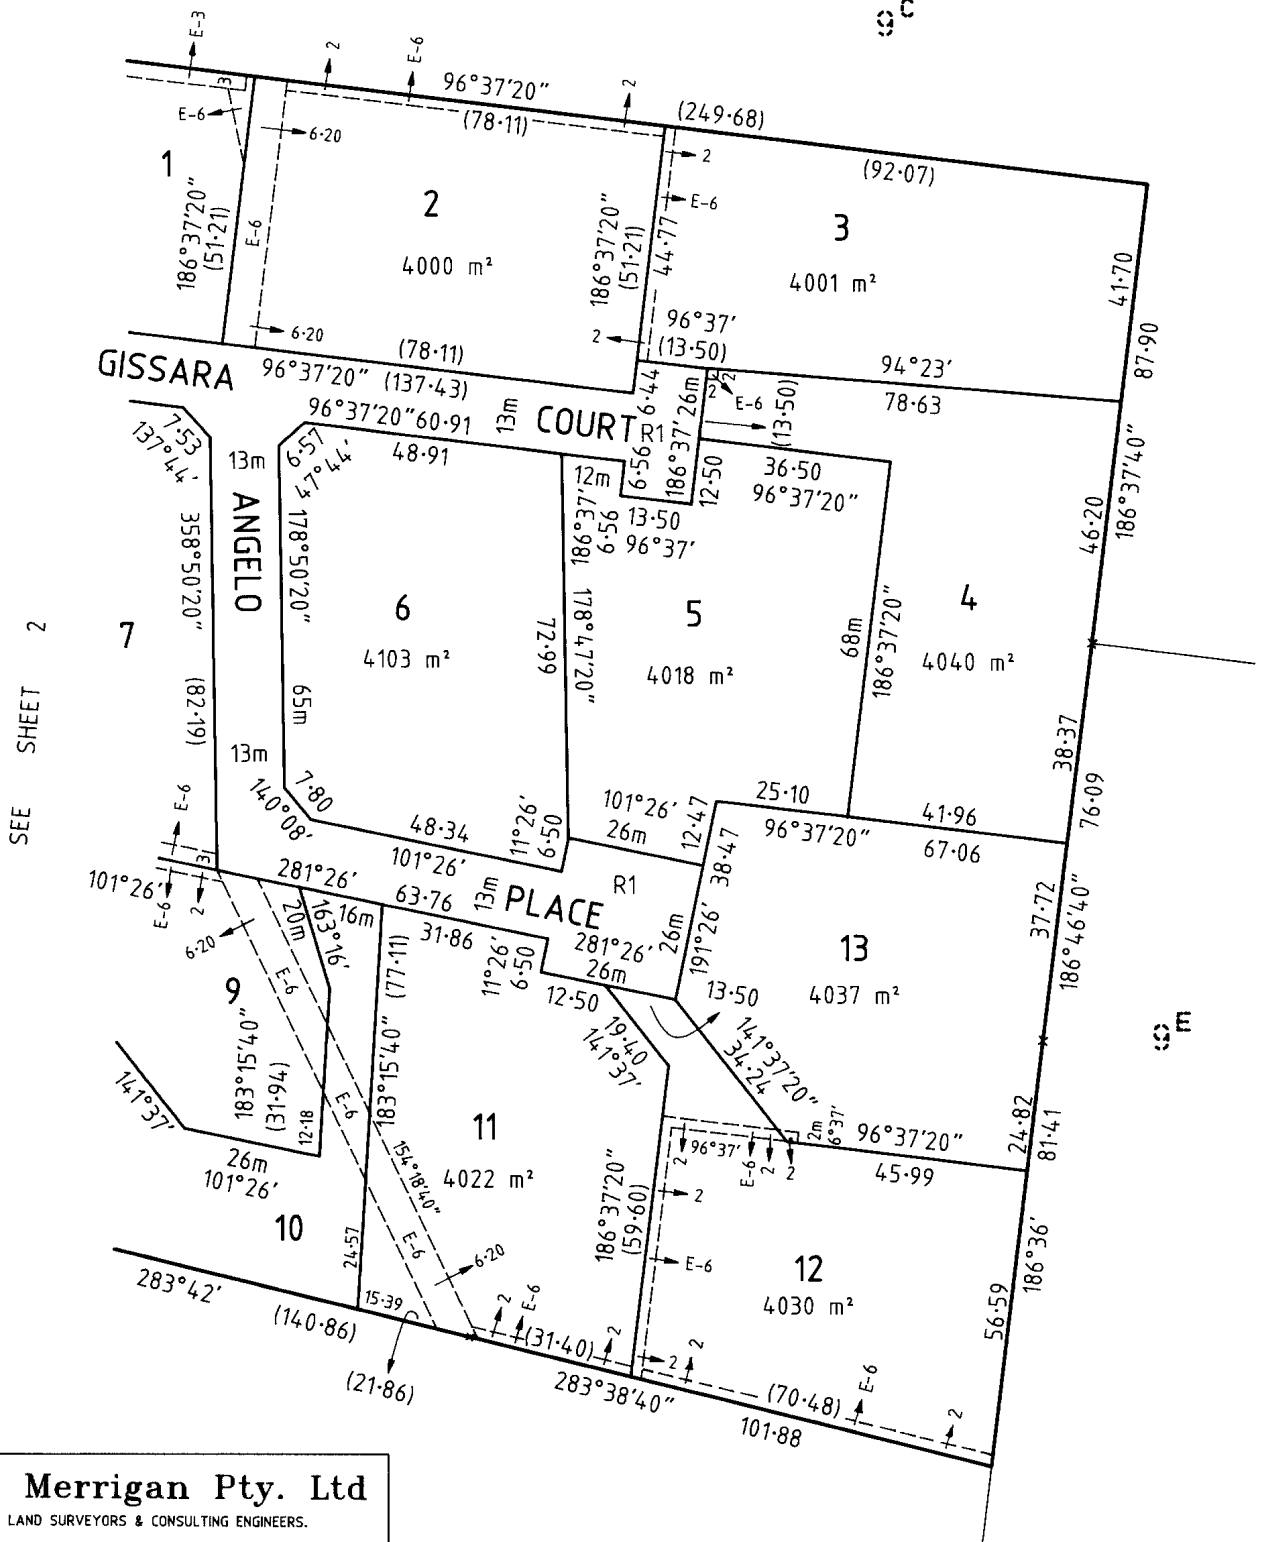 9 C
E-3
2
E-6
96°37'20"
2
(249·68)
(78·11)
(92·07)
3
E-6
6·20
1
2
3
2
E-6
186°37'20"
(51·21)
E-6
4000 m²
186°37'20"
(51·21)
44·77
4001 m²
41·70
87·90
6·20
2
96°37'
(13·50)
(78·11)
94°23'
GISSARA
96°37'20" (137·43)
6·44
2
2
E-6
78·63
96°37'20" 60·91
13m
COURT
R1
186°37'26m
(13·50)
7·53
137°44'
6·57
47°44'
48·91
13m
12m
6·56
12·50
36·50
96°37'20"
13·50
96°37'
186°37'
6·56
46·20
186°37'40"
ANGELO
358°50'20"
178°50'20"
178°47'20"
72·99
6
4103 m²
5
4018 m²
68m
186°37'20"
4
4040 m²
7
SEE SHEET 2
(82·19)
65m
13m
38·37
76·09
7·80
140°08'
25·10
96°37'20"
41·96
67·06
101°26'
26m
12·47
48·34
101°26'
11°26'
6·50
38·47
E-6
3
101°26'
E-6
2
281°26'
63·76
13m
PLACE
R1
37·72
186°46'40"
20m
163°16'
16m
31·86
281°26'
26m
26m
191°26'
6·20
E-6
(77·11)
11°26'
6·50
12·50
13·50
13
4037 m²
9
183°15'40"
(31·94)
183°15'40"
19·40
141°37'
141°37'20"
34·24
9 E
141°37'
12·18
E-6
11
4022 m²
2m
6°37'
96°37'20"
45·99
24·82
81·41
96°37'
2
E-6
2
2
26m
101°26'
154°18'40"
186°37'20"
(59·60)
2
186°36'
10
24·57
E-6
6·20
E-6
12
4030 m²
56·59
283°42'
(140·86)
15·39
(21·86)
2
E-6
(31·40)
2
2
2
283°38'40"
(70·48)
E-6
2
101·88
Merrigan Pty. Ltd
LAND SURVEYORS & CONSULTING ENGINEERS.